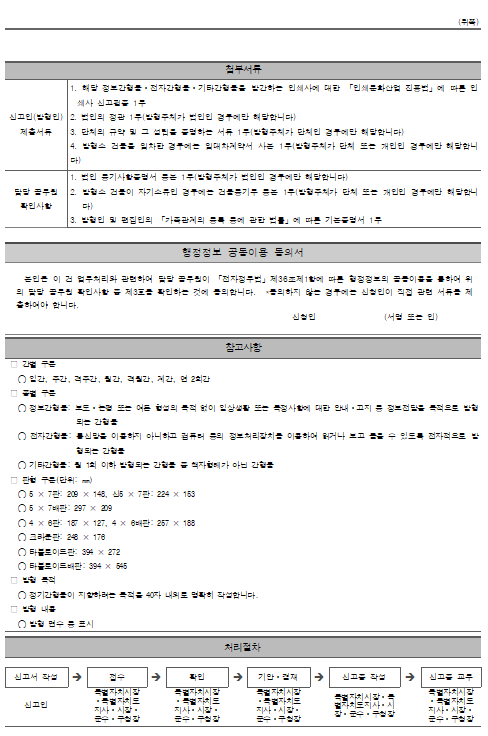 (뒤쪽)
첨부서류
신고인(발행인)
제출서류
1. 해당 정보간행물·전자간행물·기타간행물을 발간하는 인쇄사에 대한 「인쇄문화산업 진흥법」에 따른 인
쇄사 신고필증 1부
2. 법인의 정관 1부(발행주체가 법인인 경우에만 해당합니다)
3. 단체의 규약 및 그 설립을 증명하는 서류 1부(발행주체가 단체인 경우에만 해당합니다)
4. 발행소 건물을 임차한 경우에는 임대차계약서 사본 1부(발행주체가 단체 또는 개인인 경우에만 해당합니
다)
담당 공무원
확인사항
1. 법인 등기사항증명서 등본 1부(발행주체가 법인인 경우에만 해당합니다)
2. 발행소 건물이 자기소유인 경우에는 건물등기부 등본 1부(발행주체가 단체 또는 개인인 경우에만 해당합니
다)
3. 발행인 및 편집인의 「가족관계의 등록 등에 관한 법률」에 따른 기본증명서 1부
행정정보 공동이용 동의서
본인은 이 건 업무처리와 관련하여 담당 공무원이 「전자정부법」제36조제1항에 따른 행정정보의 공동이용을 통하여 위
의 담당 공무원 확인사항 중 제3호를 확인하는 것에 동의합니다. *동의하지 않는 경우에는 신청인이 직접 관련 서류를 제
출하여야 합니다.
신청인 (서명 또는 인)
참고사항
□ 간별 구분
○ 일간, 주간, 격주간, 월간, 격월간, 계간, 연 2회간
□ 종별 구분
○ 정보간행물: 보도·논평 또는 여론 형성의 목적 없이 일상생활 또는 특정사항에 대한 안내·고지 등 정보전달을 목적으로 발행
되는 간행물
○ 전자간행물: 통신망을 이용하지 아니하고 컴퓨터 등의 정보처리장치를 이용하여 읽거나 보고 들을 수 있도록 전자적으로 발
행되는 간행물
○ 기타간행물: 월 1회 이하 발행되는 간행물 중 책자형태가 아닌 간행물
□ 판형 구분(단위: ㎜)
○ 5 × 7판: 209 × 148, 신5 × 7판: 224 × 153
○ 5 × 7배판: 297 × 209
○ 4 × 6판: 187 × 127, 4 × 6배판: 257 × 188
○ 크라운판: 248 × 176
○ 타블로이드판: 394 × 272
○ 타블로이드배판: 394 × 545
□ 발행 목적
○ 정기간행물이 지향하려는 목적을 40자 내외로 명확히 작성합니다.
□ 발행 내용
○ 발행 면수 등 표시
처리절차
신고서 작성 → 접수 → 확인 → 기안·결재 → 신고증 작성 → 신고증 교부
신고인
특별자치시장
·특별자치도
지사·시장·
군수·구청장
특별자치시장
·특별자치도
지사·시장·
군수·구청장
특별자치시장
·특별자치도
지사·시장·
군수·구청장
특별자치시장·특
별자치도지사·시
장·군수·구청장
특별자치시장
·특별자치도
지사·시장·
군수·구청장